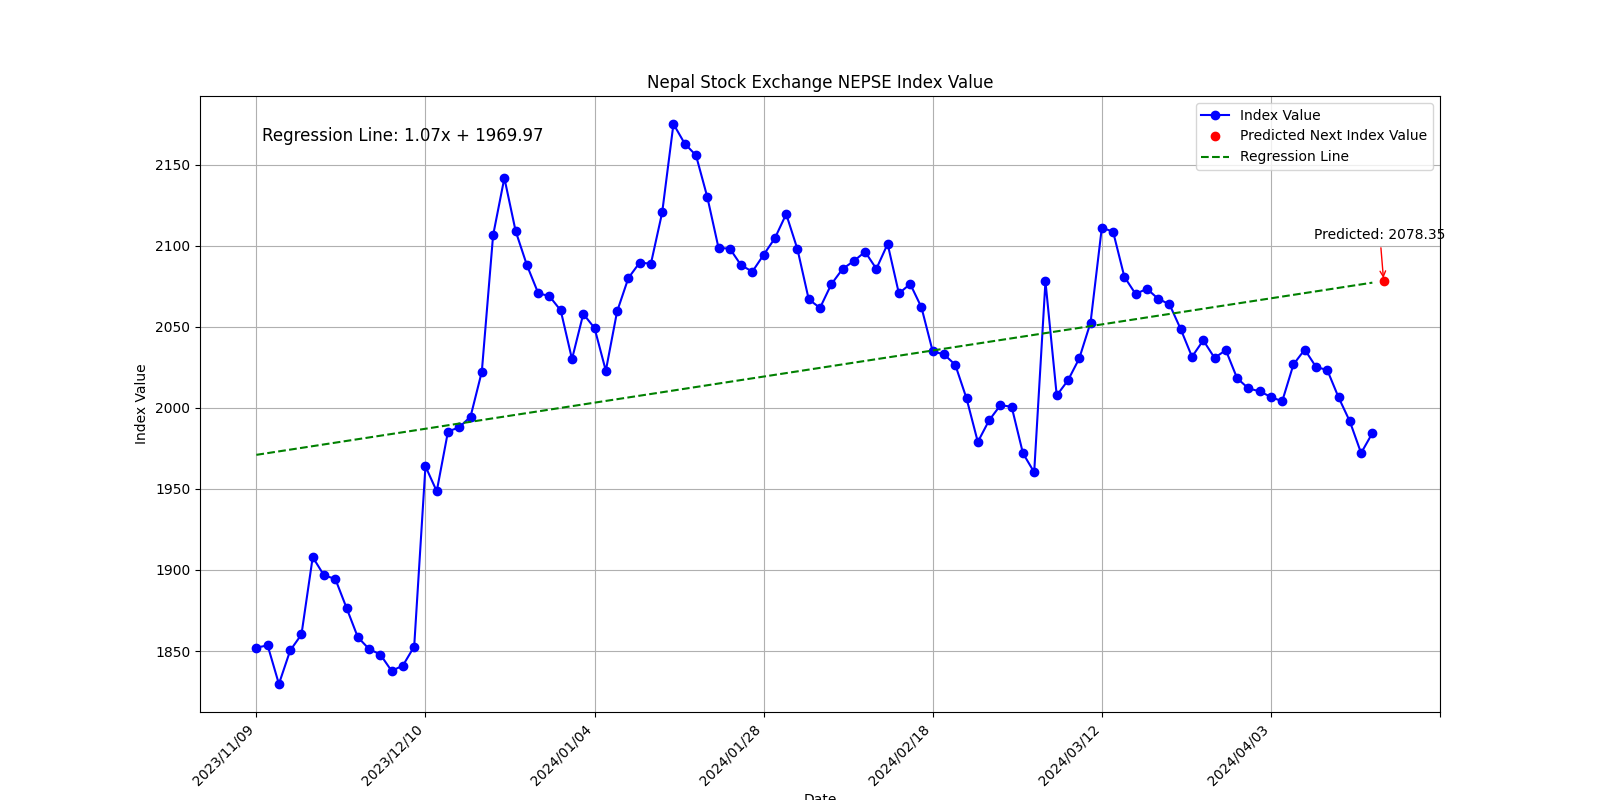 Nepal Stock Exchange NEPSE Index Value
Regression Line: 1.07x + 1969.97
Index Value
Predicted Next Index Value
Regression Line
Predicted: 2078.35
Index Value
2150
2100
2050
2000
1950
1900
1850
2023/11/09
2023/12/10
2024/01/04
2024/01/28
2024/02/18
2024/03/12
2024/04/03
Date